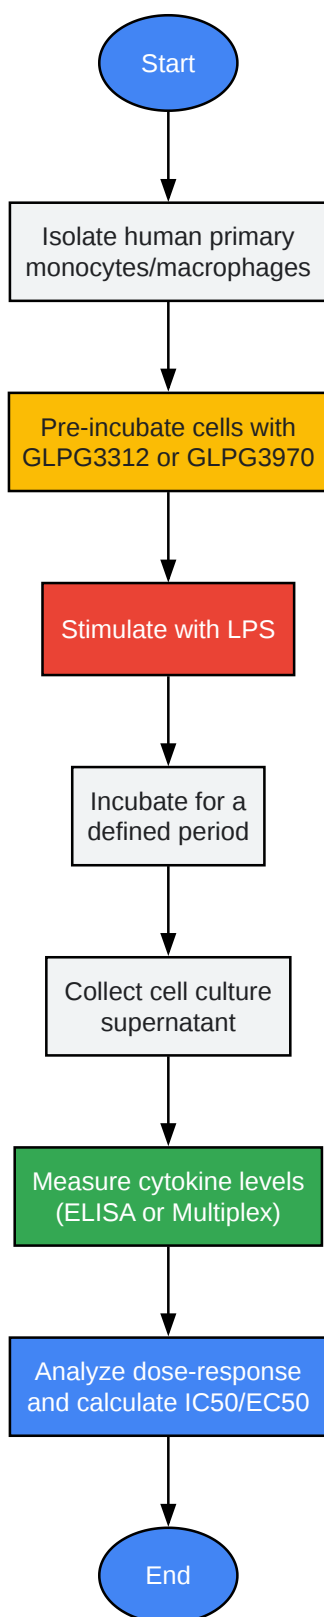 Start
Isolate human primary
monocytes/macrophages
Pre-incubate cells with
GLPG3312 or GLPG3970
Stimulate with LPS
Incubate for a
defined period
Collect cell culture
supernatant
Measure cytokine levels
(ELISA or Multiplex)
Analyze dose-response
and calculate IC50/EC50
End